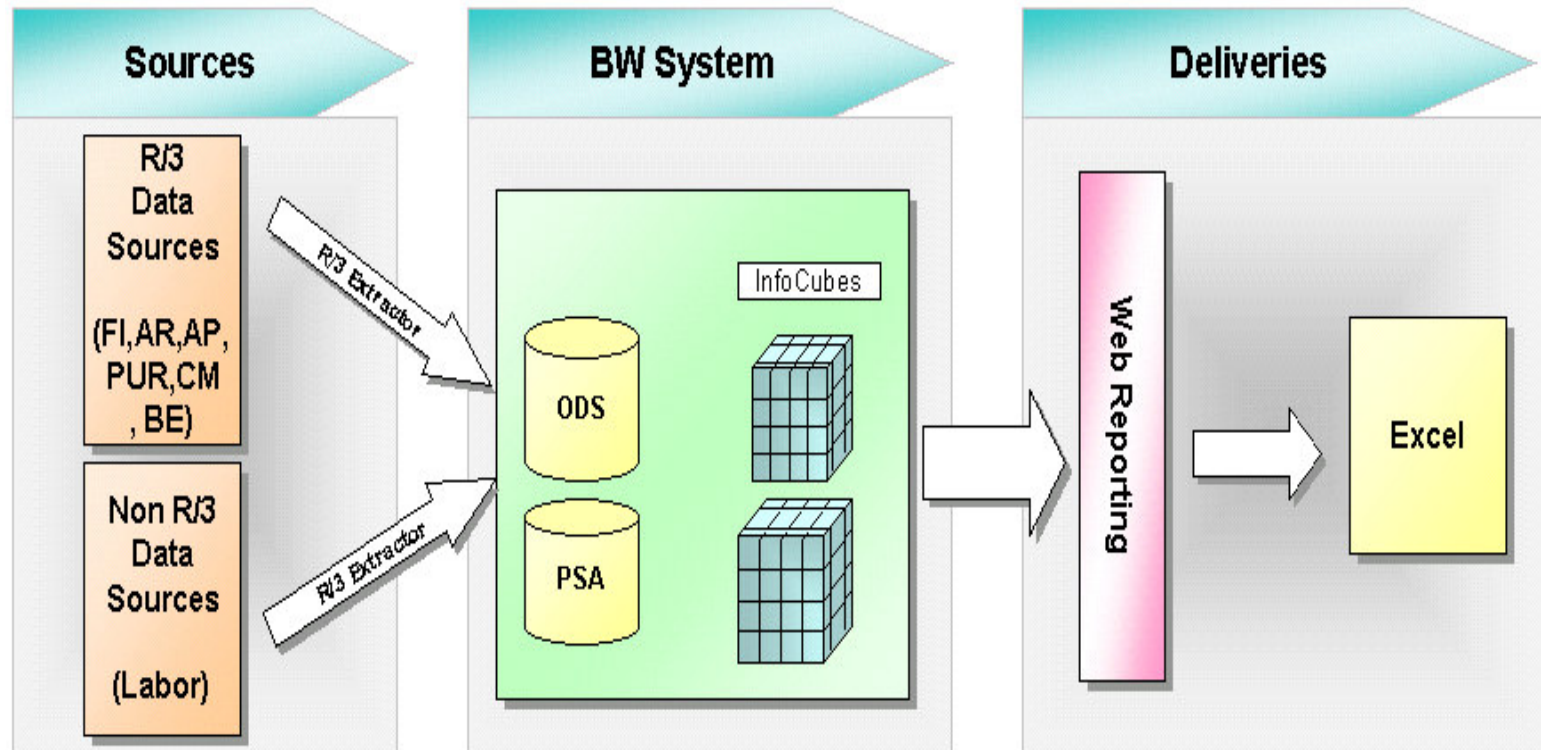 Sources
BW System
Deliveries
R/3
Data
Sources
(FI,AR,AP,
PUR,CM
, BE)
Non R/3
Data
Sources
(Labor)
R/3 Extractor
R/3 Extractor
InfoCubes
ODS
PSA
Web Reporting
Excel